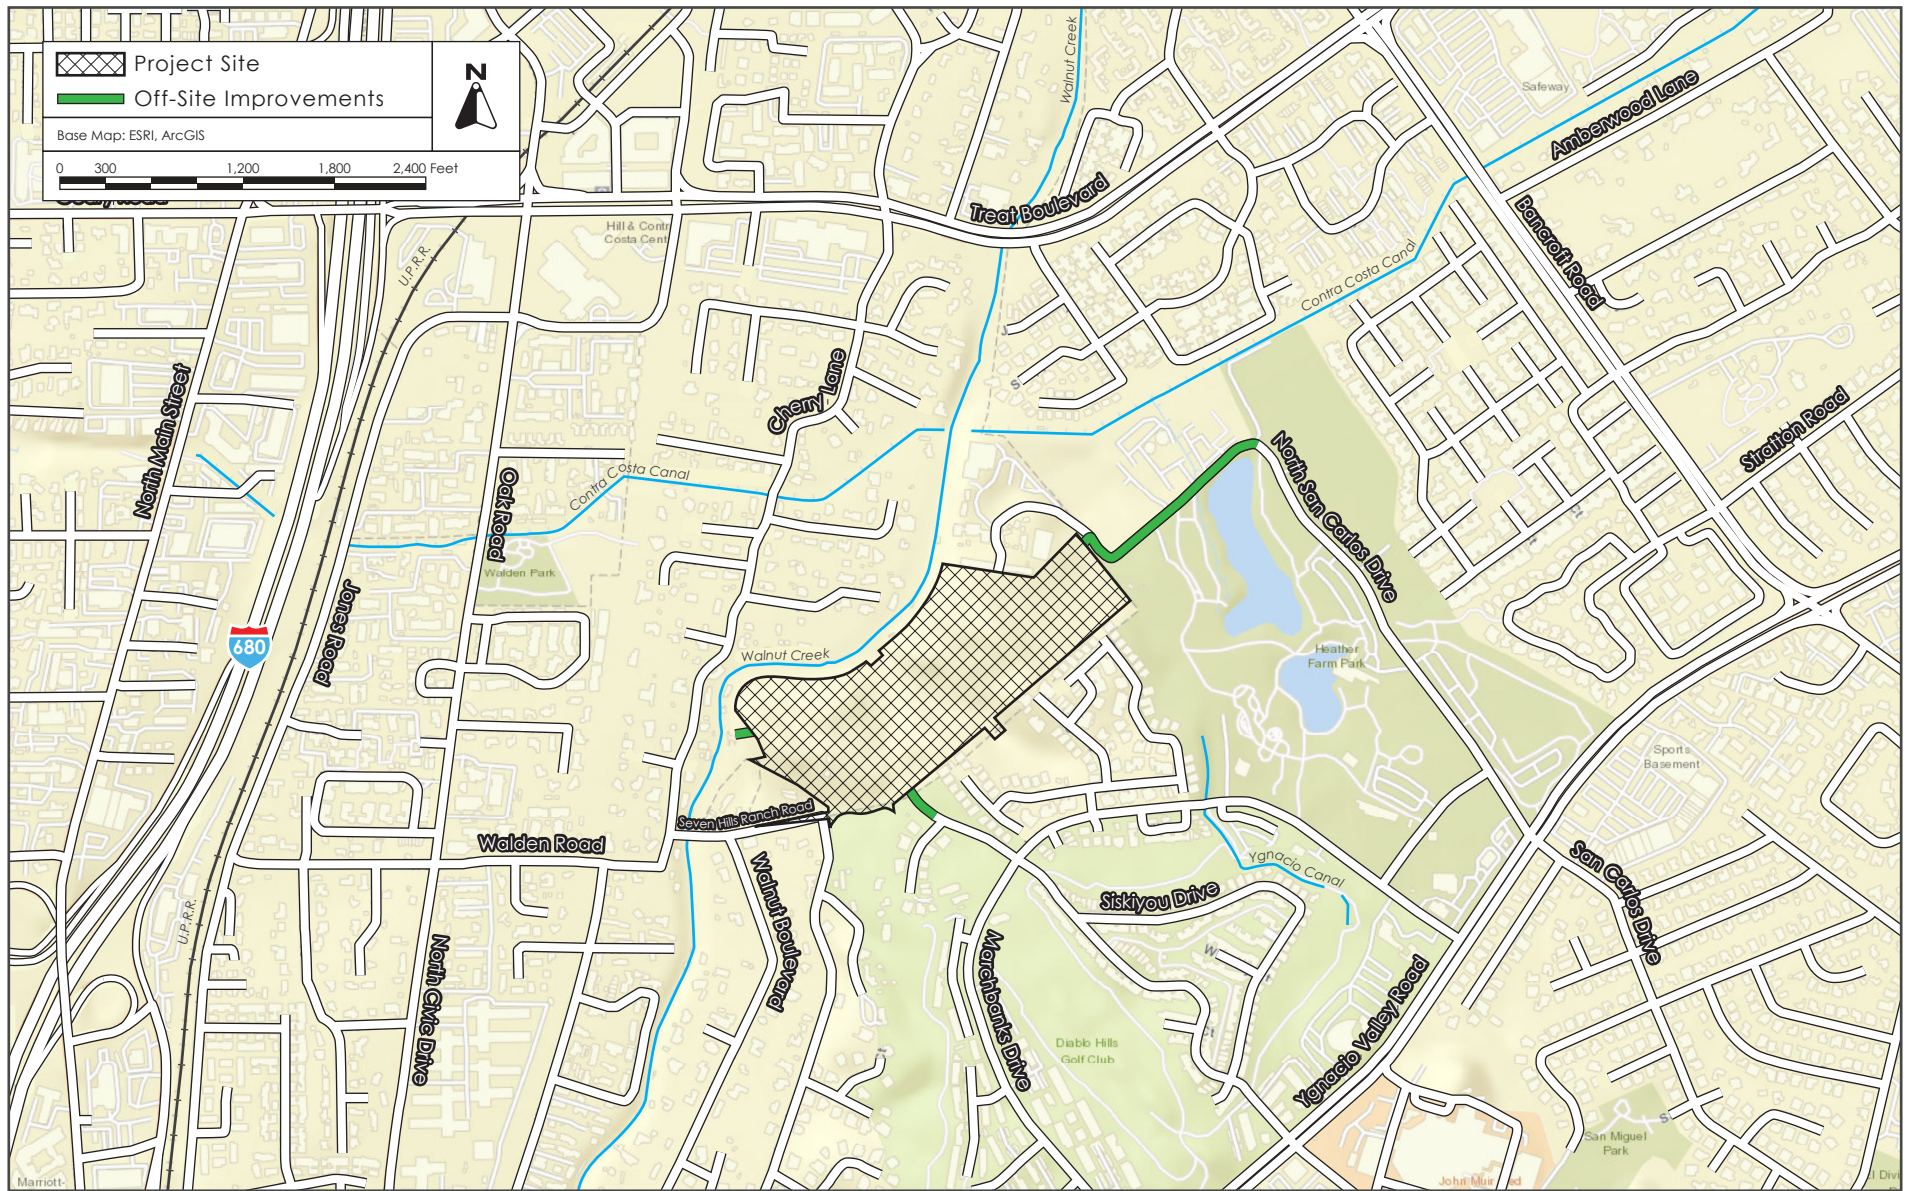 Project Site
Off-Site Improvements
N
Base Map: ESRI, ArcGIS
0 300 1,200 1,800 2,400 Feet
Walnut Creek
Safeway
Amberwood Lane
Treat Boulevard
Bancroft Road
Hill & Contr
Costa Cent
U.P.R.R.
Contra Costa Canal
North Main Street
Cherry Lane
Stratton Road
North San Carlos Drive
Oak Road
Contra Costa Canal
Walden Park
Jones Road
680
Walnut Creek
Heather
Farm Park
Sports
Basement
Seven Hills Ranch Road
Walden Road
Walnut Boulevard
Ygnacio Canal
Siskiyou Drive
San Carlos Drive
U.P.R.R.
North Civic Drive
Marchbanks Drive
Ygnacio Valley Road
Diablo Hills
Golf Club
San Miguel
Park
John Muir
Marriott-